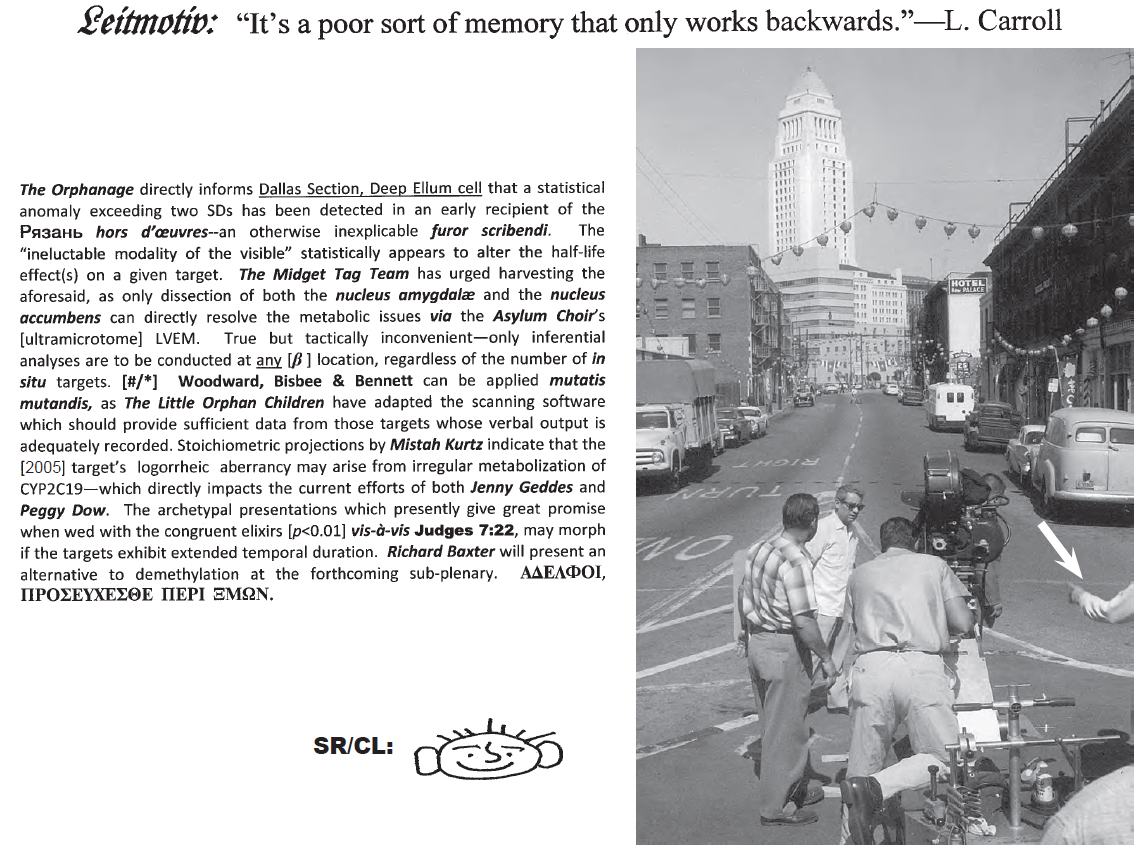 Leitmotiv: “It’s a poor sort of memory that only works backwards.”—L. Carroll
The Orphanage directly informs Dallas Section, Deep Ellum cell that a statistical
anomaly exceeding two SDs has been detected in an early recipient of the
Рязань hors d’œuvres--an otherwise inexplicable furor scribendi. The
“ineluctable modality of the visible” statistically appears to alter the half-life
effect(s) on a given target. The Midget Tag Team has urged harvesting the
aforesaid, as only dissection of both the nucleus amygdalæ and the nucleus
accumbens can directly resolve the metabolic issues via the Asylum Choir’s
[ultramicrotome] LVEM. True but tactically inconvenient—only inferential
analyses are to be conducted at any [β] location, regardless of the number of in
situ targets. [#/*] Woodward, Bisbee & Bennett can be applied mutatis
mutandis, as The Little Orphan Children have adapted the scanning software
which should provide sufficient data from those targets whose verbal output is
adequately recorded. Stoichiometric projections by Mistah Kurtz indicate that the
[2005] target’s logorrheic aberrancy may arise from irregular metabolization of
CYP2C19—which directly impacts the current efforts of both Jenny Geddes and
Peggy Dow. The archetypal presentations which presently give great promise
when wed with the congruent elixirs [p<0.01] vis-à-vis Judges 7:22, may morph
if the targets exhibit extended temporal duration. Richard Baxter will present an
alternative to demethylation at the forthcoming sub-plenary. ΑΔΕΛΦΟΙ,
ΠΡΟΣΕΥΧΕΣΘΕ ΠΕΡΙ ΞΜΩΝ.
SR/CL:
HOTEL
New PALACE
RIGHT
TURN